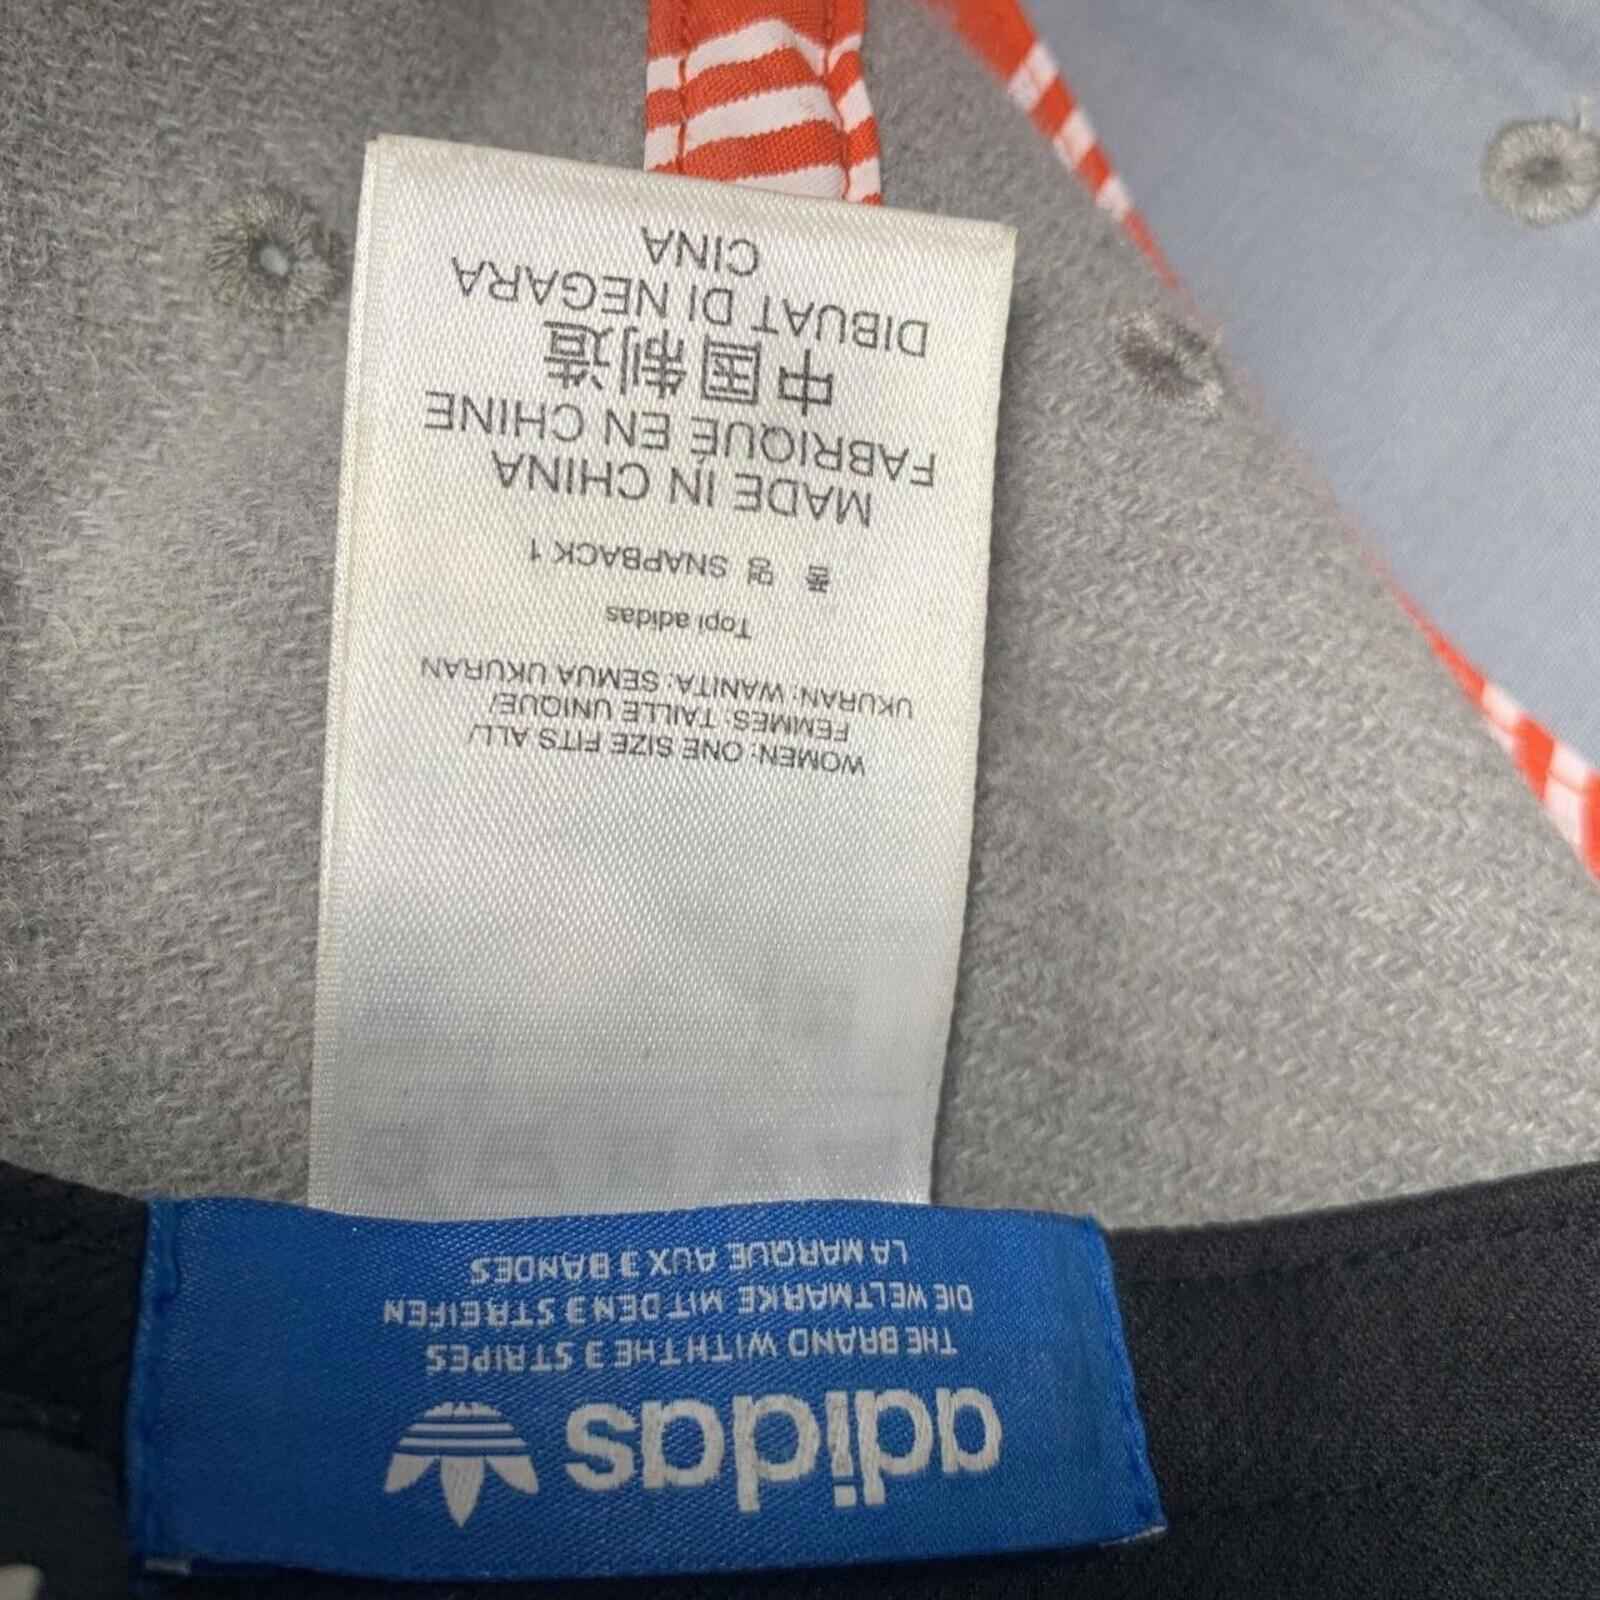 adidas
THE BRAND WITH THE 3 STRIPES
DIE WELTMARKE MIT DEN 3 STREIFEN
LA MARQUE AUX 3 BANDES
WOMEN: ONE SIZE FITS ALL/
FEMMES: TAILLE UNIQUE/
UKURAN: WANITA: SEMUA UKURAN
Topi adidas
품 명 SNAPBACK 1
MADE IN CHINA
FABRIQUÉ EN CHINE
中国制造
DIBUAT DI NEGARA
CINA